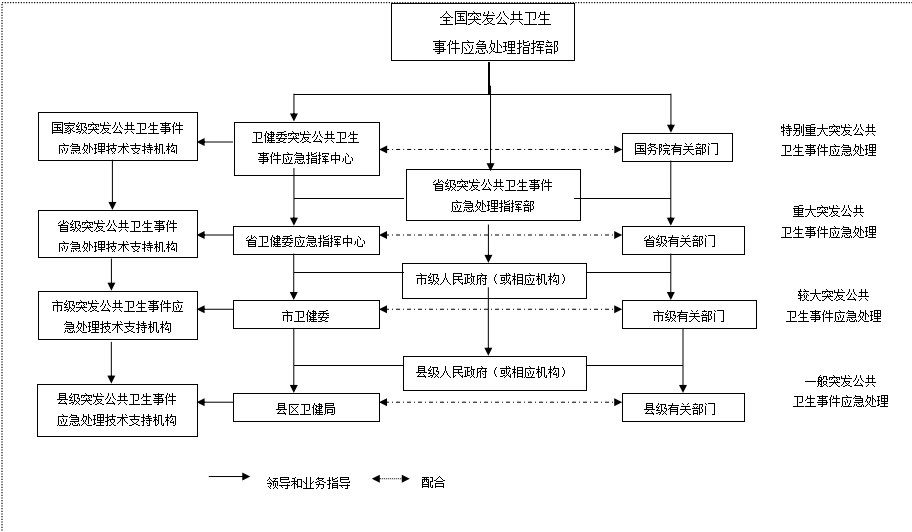 全国突发公共卫生
事件应急处理指挥部
国家级突发公共卫生事件
应急处理技术支持机构
卫健委突发公共卫生
事件应急指挥中心
国务院有关部门
特别重大突发公共
卫生事件应急处理
省级突发公共卫生事件
应急处理指挥部
省级突发公共卫生事件
应急处理技术支持机构
省卫健委应急指挥中心
省级有关部门
重大突发公共
卫生事件应急处理
市级人民政府（或相应机构）
市级突发公共卫生事件应
急处理技术支持机构
市卫健委
市级有关部门
较大突发公共
卫生事件应急处理
县级人民政府（或相应机构）
县级突发公共卫生事件
应急处理技术支持机构
县区卫健局
县级有关部门
一般突发公共
卫生事件应急处理
领导和业务指导
配合